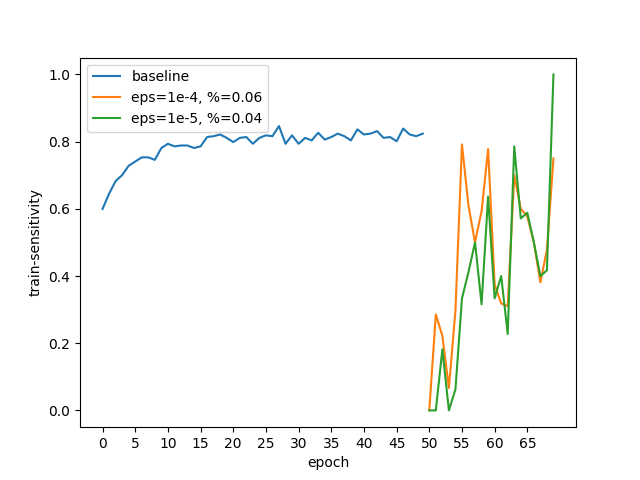 baseline
eps=1e-4, %=0.06
eps=1e-5, %=0.04
1.0
0.8
0.6
0.4
0.2
0.0
train-sensitivity
0 5 10 15 20 25 30 35 40 45 50 55 60 65
epoch